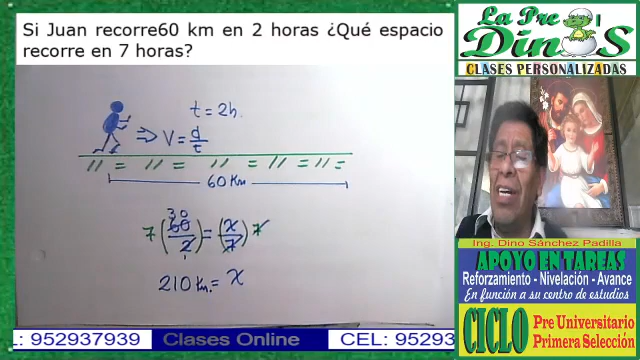 Si Juan recorre60 km en 2 horas ¿Qué espacio
recorre en 7 horas?
t = 2h.
⇒ V = d/t
60 Km
7 (60/2) = (x/7) 7
30
1
210 Km. = x
La Pre
DinoS
CLASES PERSONALIZADAS
Ing. Dino Sánchez Padilla
APOYO EN TAREAS
Reforzamiento - Nivelación - Avance
En función a su centro de estudios
CICLO
Pre Universitario
Primera Selección
L: 952937939 Clases Online CEL: 95293